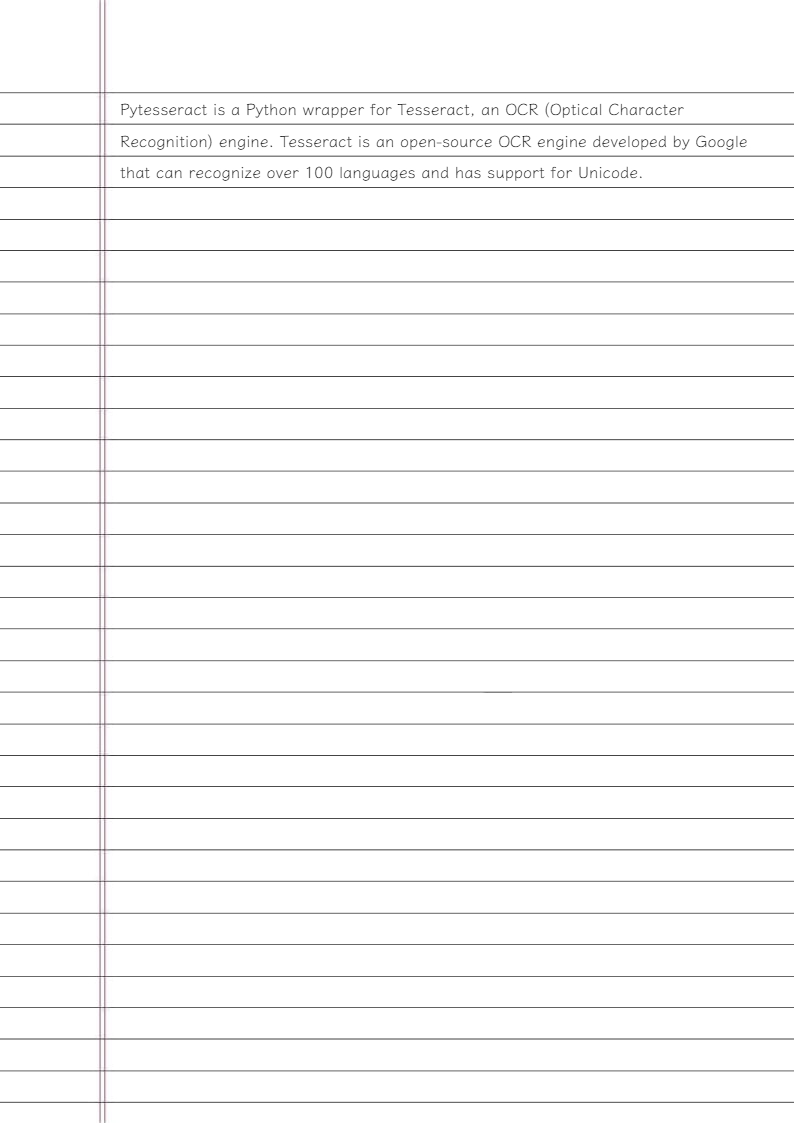 Pytesseract is a Python wrapper for Tesseract, an OCR (Optical Character
Recognition) engine. Tesseract is an open-source OCR engine developed by Google
that can recognize over 100 languages and has support for Unicode.